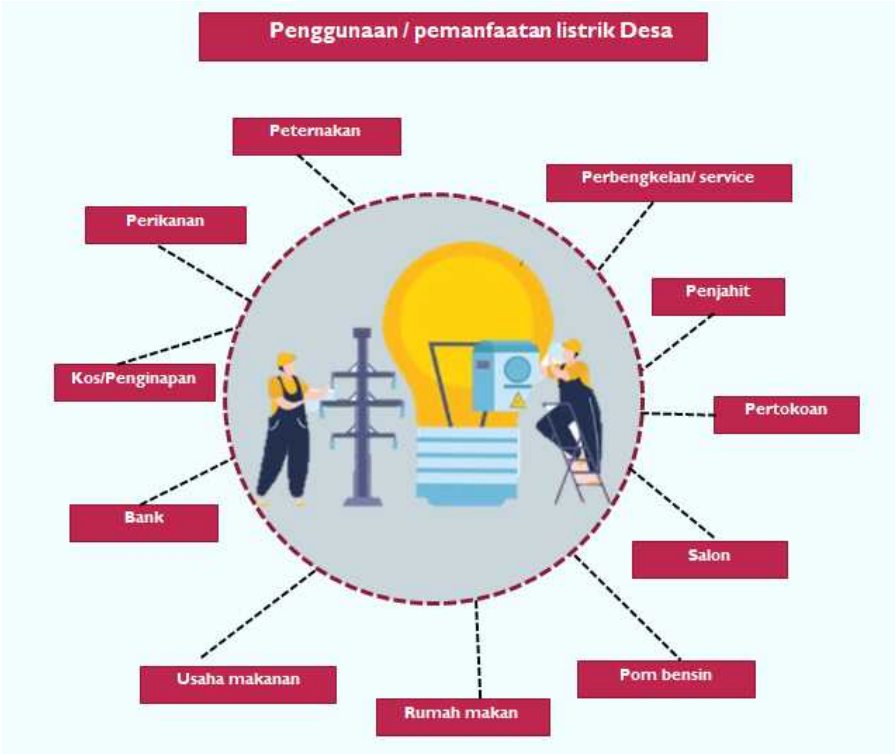 Penggunaan / pemanfaatan listrik Desa
Peternakan
Perbengkelan/ service
Perikanan
Penjahit
Kos/Penginapan
Pertokoan
Bank
Salon
Usaha makanan
Pom bensin
Rumah makan